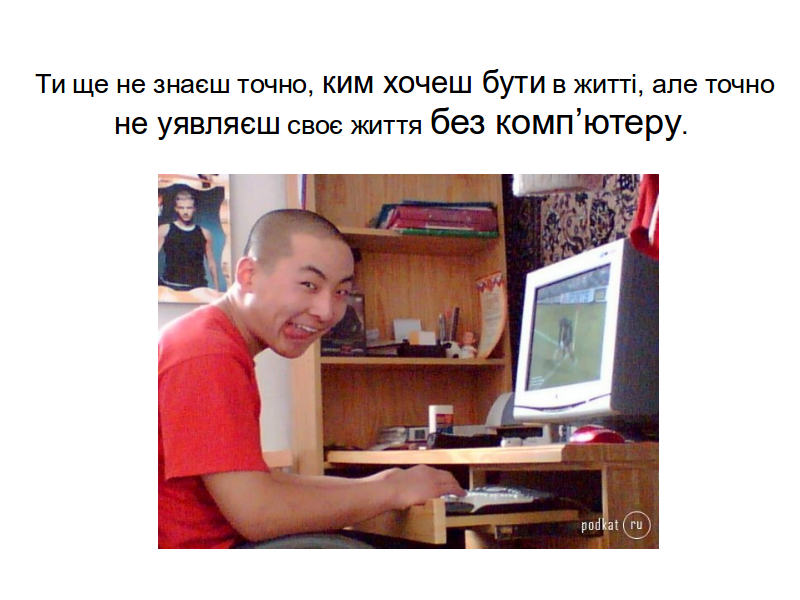 Ти ще не знаєш точно, ким хочеш бути в житті, але точно
не уявляєш своє життя без комп’ютеру.
podkat ru